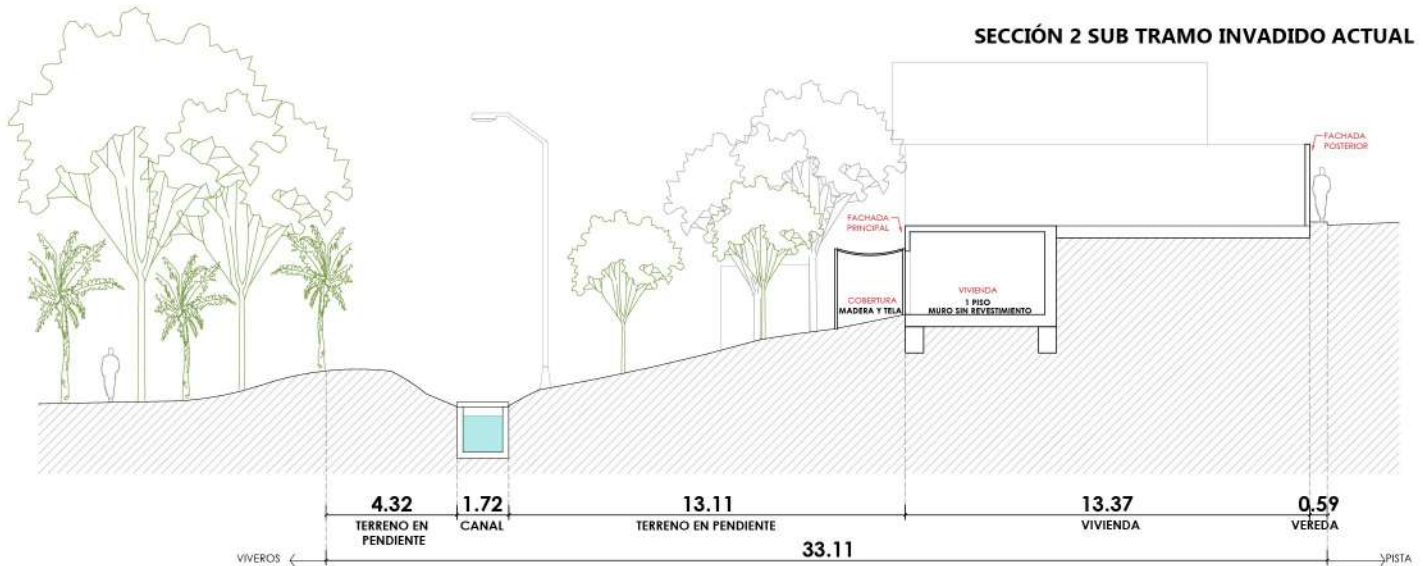 SECCIÓN 2 SUB TRAMO INVADIDO ACTUAL
FACHADA
POSTERIOR
FACHADA
PRINCIPAL
COBERTURA
MADERA Y TELA
VIVIENDA
1 PISO
MURO SIN REVESTIMIENTO
4.32
TERRENO EN
PENDIENTE
1.72
CANAL
13.11
TERRENO EN PENDIENTE
13.37
VIVIENDA
0.59
VEREDA
VIVEROS
33.11
PISTA